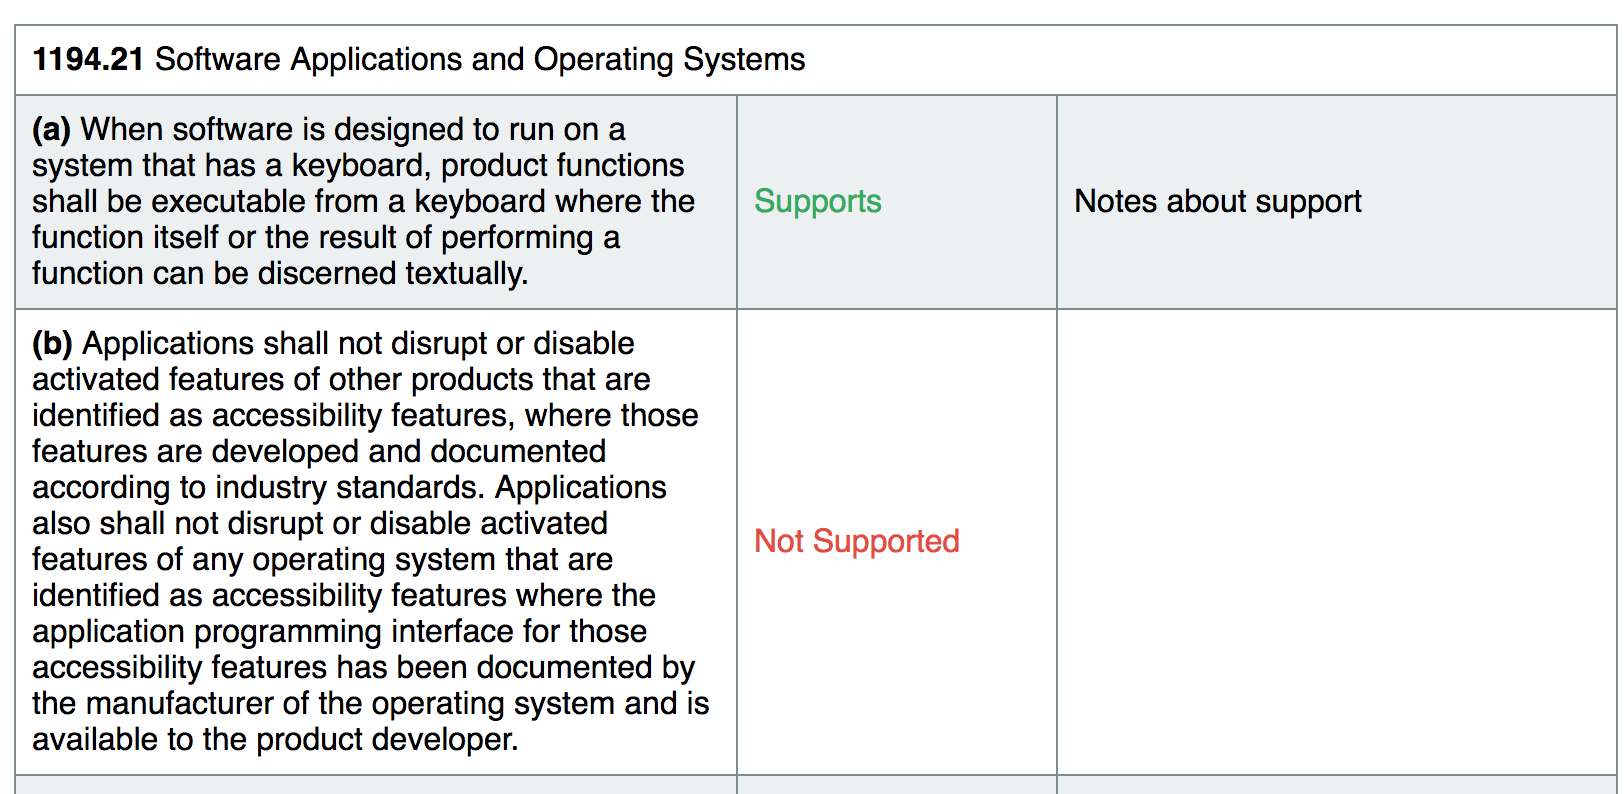 1194.21 Software Applications and Operating Systems
(a) When software is designed to run on a
system that has a keyboard, product functions
shall be executable from a keyboard where the
function itself or the result of performing a
function can be discerned textually.
Supports
Notes about support
(b) Applications shall not disrupt or disable
activated features of other products that are
identified as accessibility features, where those
features are developed and documented
according to industry standards. Applications
also shall not disrupt or disable activated
features of any operating system that are
identified as accessibility features where the
application programming interface for those
accessibility features has been documented by
the manufacturer of the operating system and is
available to the product developer.
Not Supported